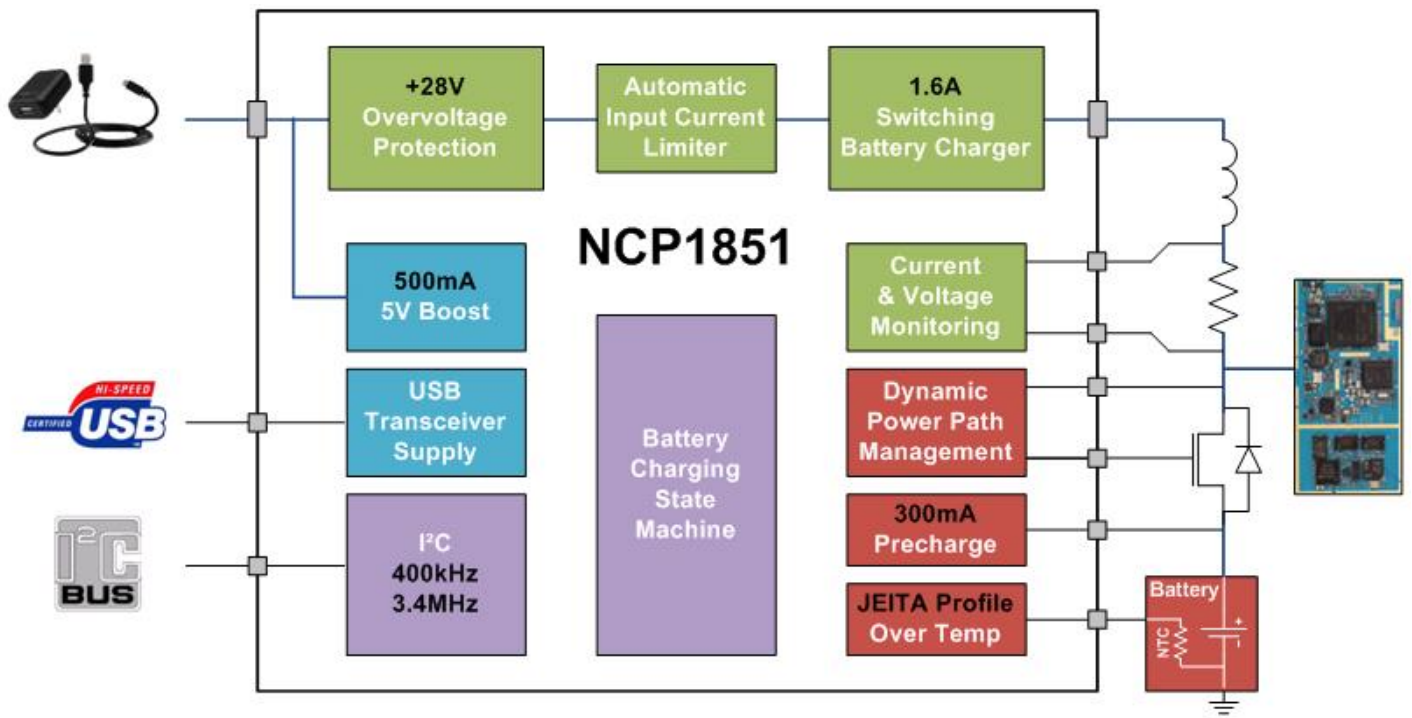 +28V
Overvoltage
Protection
Automatic
Input Current
Limiter
1.6A
Switching
Battery Charger
NCP1851
500mA
5V Boost
Current
& Voltage
Monitoring
HI-SPEED
CERTIFIED USB
USB
Transceiver
Supply
Battery
Charging
State
Machine
Dynamic
Power Path
Management
I²C
BUS
I²C
400kHz
3.4MHz
300mA
Precharge
JEITA Profile
Over Temp
Battery
NTC
+
-